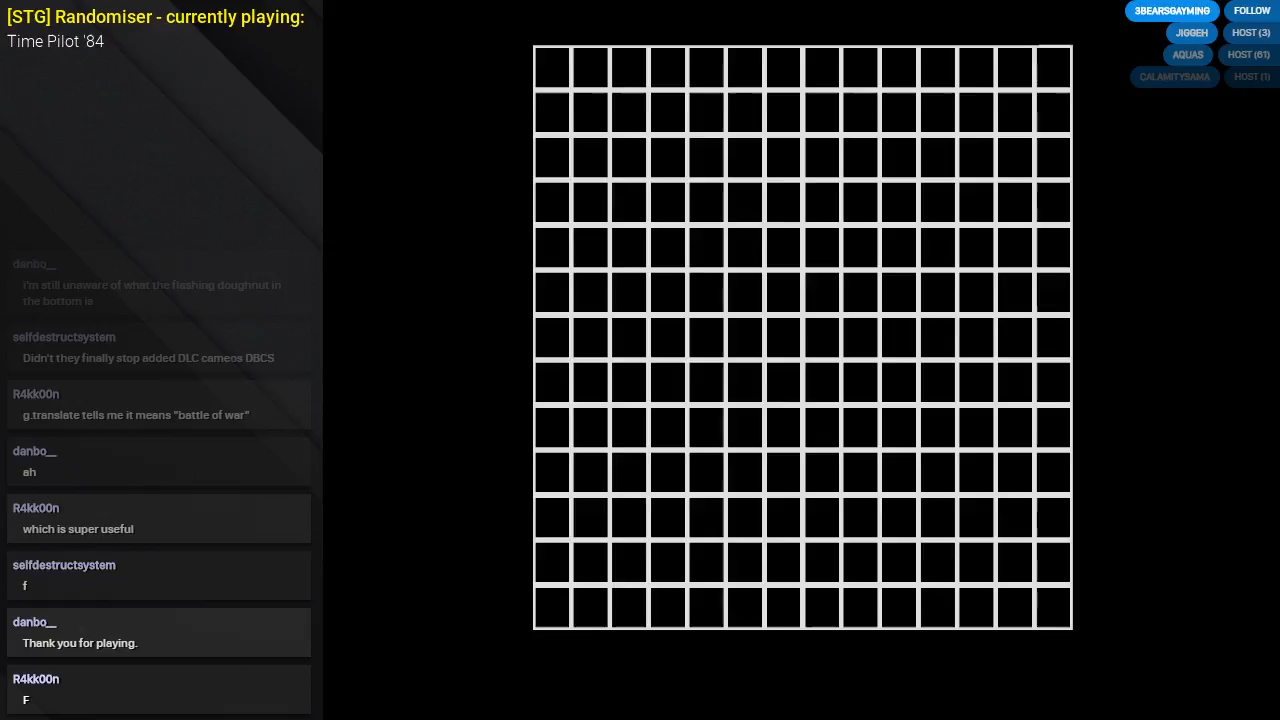 [STG] Randomiser - currently playing:
Time Pilot '84
danbo__
i'm still unaware of what the flashing doughnut in
the bottom is
selfdestructsystem
Didn't they finally stop added DLC cameos DBCS
R4kk00n
g.translate tells me it means "battle of war"
danbo__
ah
R4kk00n
which is super useful
selfdestructsystem
f
danbo__
Thank you for playing.
R4kk00n
F
3BEARSGAYMING FOLLOW
JIGGEH HOST (3)
AQUAS HOST (61)
CALAMITYSAMA HOST (1)